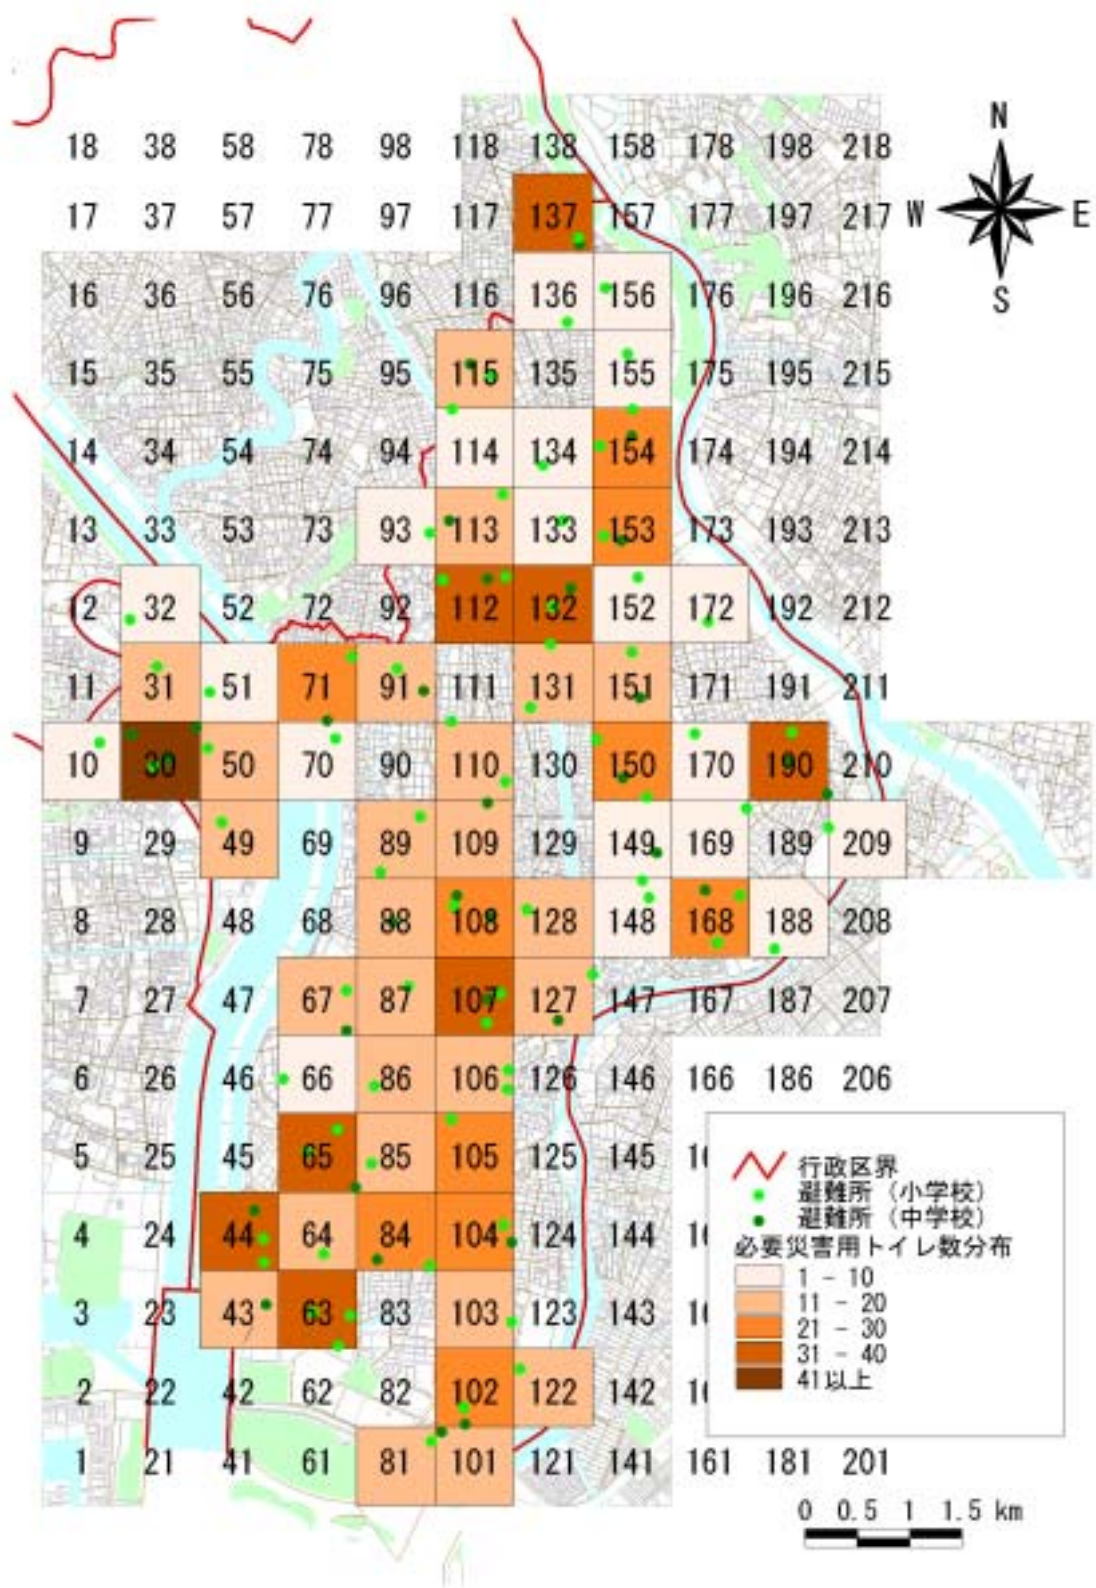 N
18 38 58 78 98 118 138 158 178 198 218
17 37 57 77 97 117 137 157 177 197 217 W E
16 36 56 76 96 116 136 156 176 196 216 S
15 35 55 75 95 115 135 155 175 195 215
14 34 54 74 94 114 134 154 174 194 214
13 33 53 73 93 113 133 153 173 193 213
12 32 52 72 92 112 132 152 172 192 212
11 31 51 71 91 111 131 151 171 191 211
10 30 50 70 90 110 130 150 170 190 210
9 29 49 69 89 109 129 149 169 189 209
8 28 48 68 88 108 128 148 168 188 208
7 27 47 67 87 107 127 147 167 187 207
6 26 46 66 86 106 126 146 166 186 206
5 25 45 65 85 105 125 145
4 24 44 64 84 104 124 144
3 23 43 63 83 103 123 143
2 22 42 62 82 102 122 142
1 21 41 61 81 101 121 141 161 181 201
行政区界
避難所（小学校）
避難所（中学校）
必要災害用トイレ数分布
1 - 10
11 - 20
21 - 30
31 - 40
41以上
0 0.5 1 1.5 km